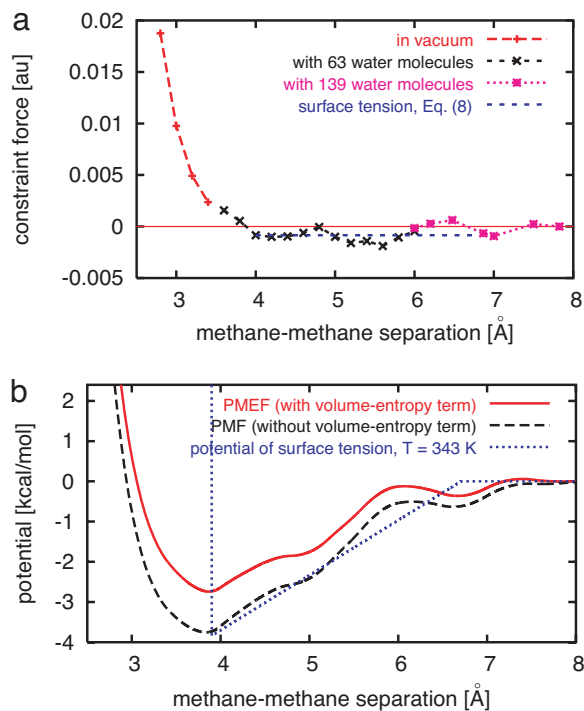 a
constraint force [au]
0.02
0.015
0.01
0.005
0
-0.005
in vacuum
with 63 water molecules
with 139 water molecules
surface tension, Eq. (8)
3 4 5 6 7 8
methane-methane separation [Å]
b
potential [kcal/mol]
2
1
0
-1
-2
-3
-4
PMEF (with volume-entropy term)
PMF (without volume-entropy term)
potential of surface tension, T = 343 K
3 4 5 6 7 8
methane-methane separation [Å]